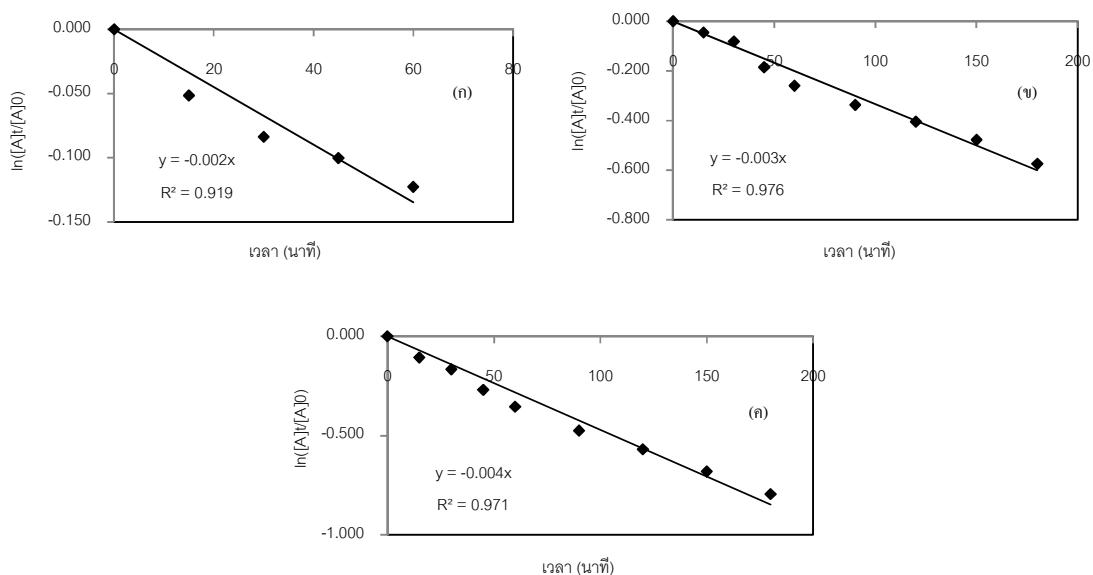 0.000
-0.050
-0.100
-0.150
0 20 40 60 80
ln([A]t/[A]0)
(ก)
y = -0.002x
R² = 0.919
เวลา (นาที)
0.000
-0.200
-0.400
-0.600
-0.800
0 50 100 150 200
ln([A]t/[A]0)
(ข)
y = -0.003x
R² = 0.976
เวลา (นาที)
0.000
-0.500
-1.000
0 50 100 150 200
ln([A]t/[A]0)
(ค)
y = -0.004x
R² = 0.971
เวลา (นาที)